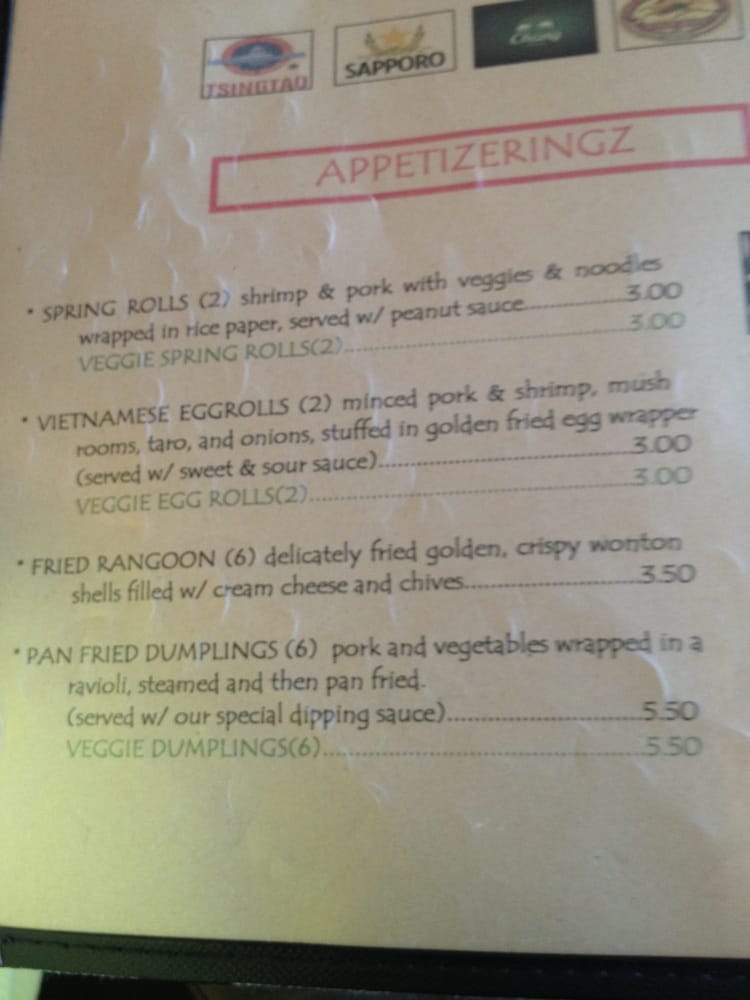 TSINGTAO
SAPPORO
APPETIZERINGZ
* SPRING ROLLS (2) shrimp & pork with veggies & noodles
wrapped in rice paper, served w/ peanut sauce..............3.00
VEGGIE SPRING ROLLS(2)..............3.00
* VIETNAMESE EGGROLLS (2) minced pork & shrimp, mush
rooms, taro, and onions, stuffed in golden fried egg wrapper
(served w/ sweet & sour sauce)..............3.00
VEGGIE EGG ROLLS(2)..............3.00
* FRIED RANGOON (6) delicately fried golden, crispy wonton
shells filled w/ cream cheese and chives..............3.50
* PAN FRIED DUMPLINGS (6) pork and vegetables wrapped in a
ravioli, steamed and then pan fried.
(served w/ our special dipping sauce)..............5.50
VEGGIE DUMPLINGS(6)..............5.50